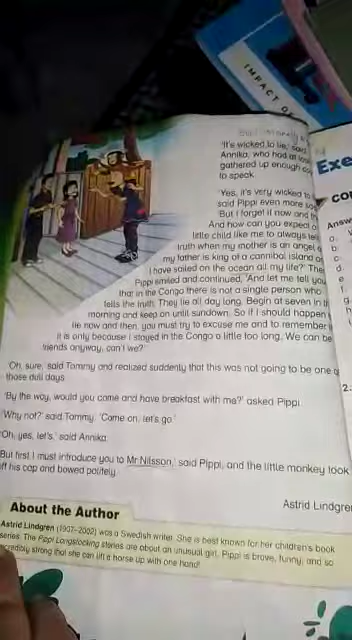 IMPACT O
'It's wicked to lie,' said
Annika, who had at
gathered up enough
to speak.
'Yes, it's very wicked to
said Pippi even more
But I forget it now and
And how can you expect a
little child like me to always tell
truth when my mother is an angel
my father is king of a cannibal island
I have sailed on the ocean all my life?' The
Pippi smiled and continued, 'And let me tell you
that in the Congo there is not a single person who
tells the truth. They lie all day long. Begin at seven in th
morning and keep on until sundown. So if I should happen
lie now and then, you must try to excuse me and to remember
it is only because I stayed in the Congo a little too long. We can be
friends anyway, can't we?'
'Oh, sure,' said Tommy and realized suddenly that this was not going to be one o
those dull days.
'By the way, would you come and have breakfast with me?' asked Pippi.
'Why not?' said Tommy. 'Come on, let's go.'
'Oh, yes, let's,' said Annika.
But first I must introduce you to Mr Nilsson,' said Pippi, and the little monkey took
ff his cap and bowed politely.
Astrid Lindgre
About the Author
Astrid Lindgren (1907–2002) was a Swedish writer. She is best known for her children's book
series. The Pippi Longstocking stories are about an unusual girl. Pippi is brave, funny, and so
credibly strong that she can lift a horse up with one hand!
Exe
CO
Answ
a.
b
c
d.
e
f.
g.
h
2.